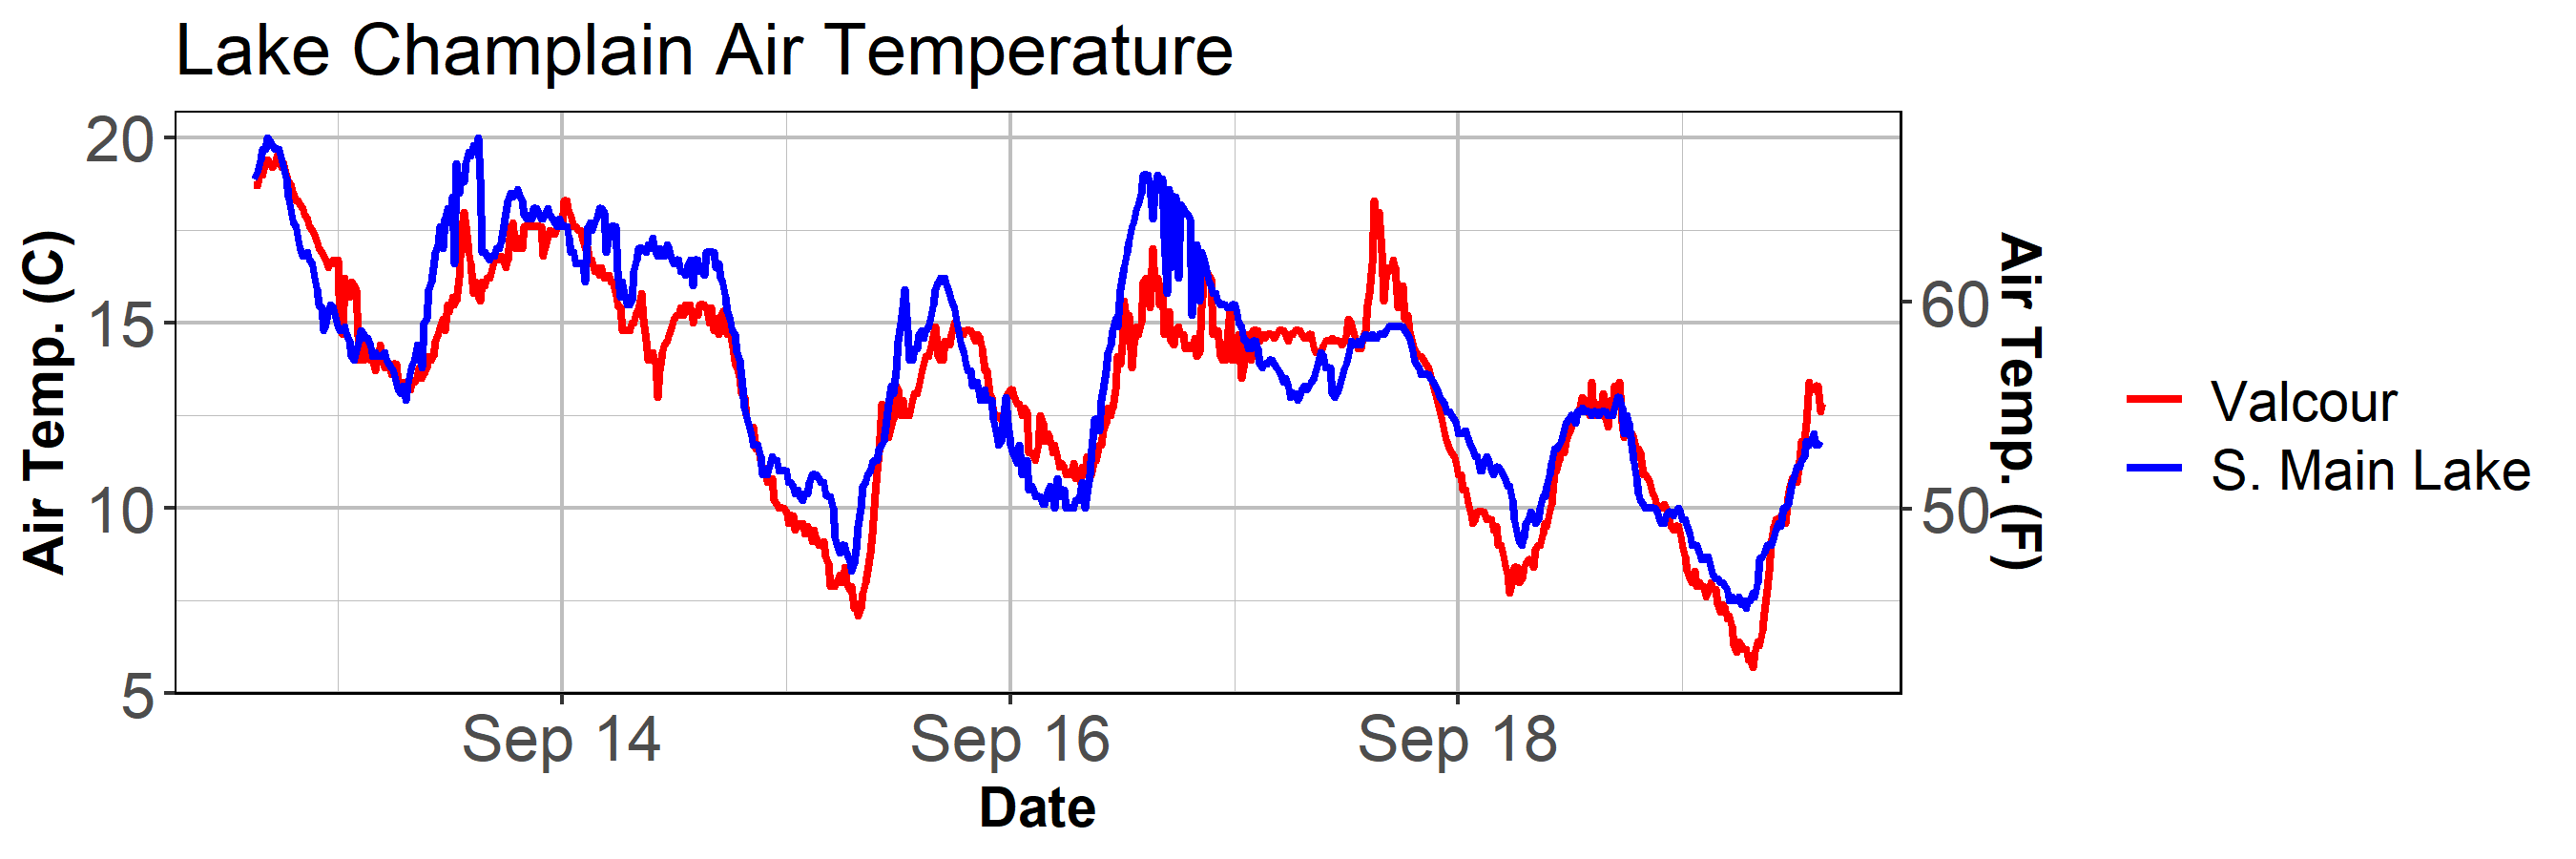 Lake Champlain Air Temperature
Air Temp. (C)
20
15
10
5
Sep 14
Sep 16
Sep 18
Date
60
50
Air Temp. (F)
Valcour
S. Main Lake